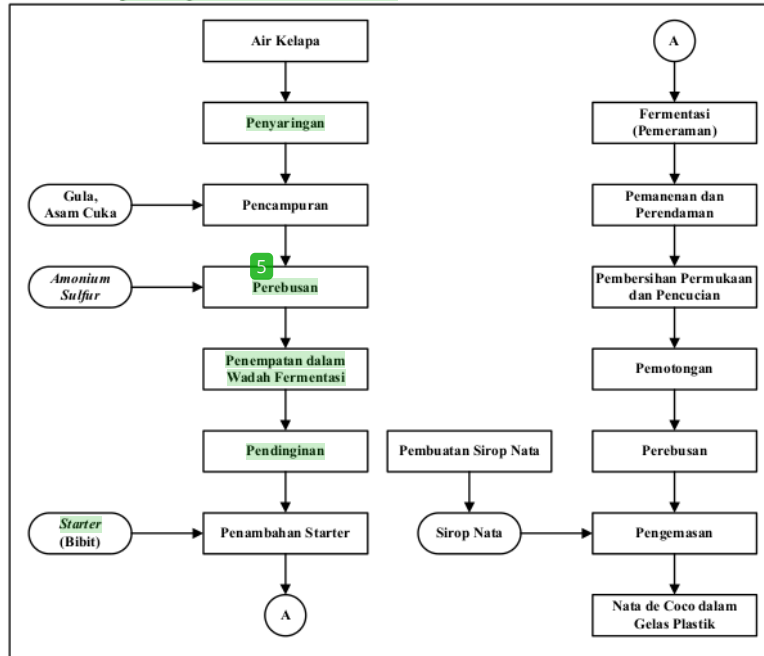 Air Kelapa
Penyaringan
Gula,
Asam Cuka
Pencampuran
5
Amonium
Sulfur
Perebusan
Penempatan dalam
Wadah Fermentasi
Pendinginan
Starter
(Bibit)
Penambahan Starter
A
A
Fermentasi
(Pemeraman)
Pemanenan dan
Perendaman
Pembersihan Permukaan
dan Pencucian
Pemotongan
Pembuatan Sirop Nata
Perebusan
Sirop Nata
Pengemasan
Nata de Coco dalam
Gelas Plastik